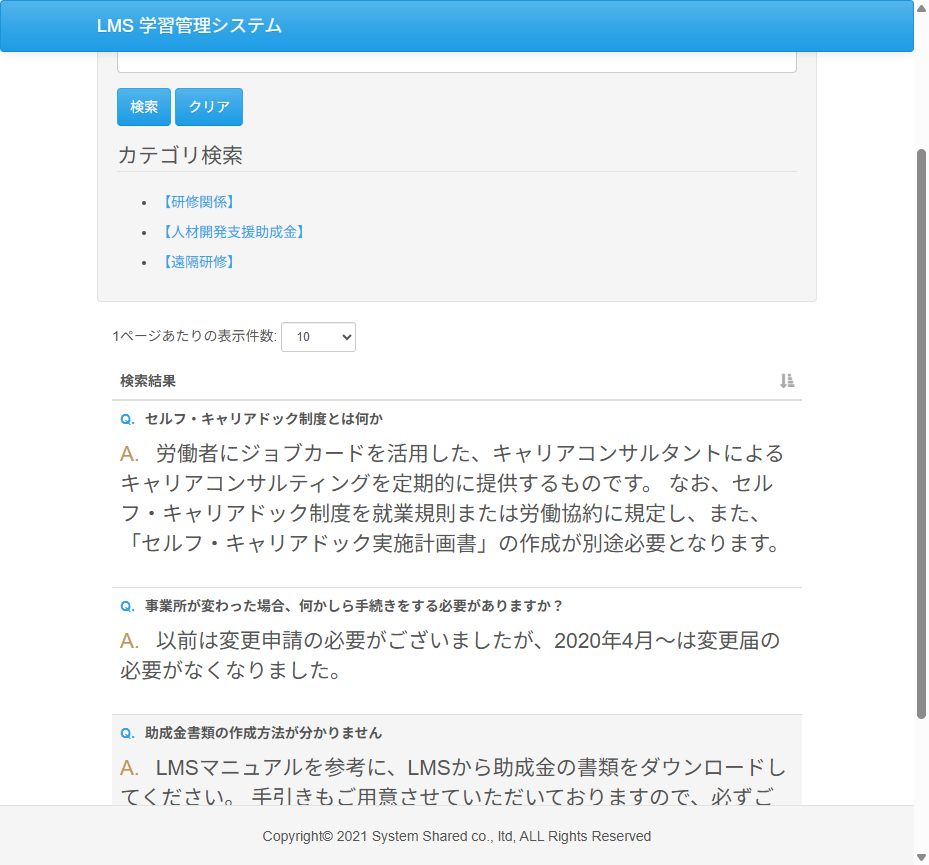 LMS 学習管理システム
検索 クリア
カテゴリ検索
【研修関係】
【人材開発支援助成金】
【遠隔研修】
1ページあたりの表示件数: 10
検索結果
Q. セルフ・キャリアドック制度とは何か
A. 労働者にジョブカードを活用した、キャリアコンサルタントによる
キャリアコンサルティングを定期的に提供するものです。 なお、セル
フ・キャリアドック制度を就業規則または労働協約に規定し、また、
「セルフ・キャリアドック実施計画書」の作成が別途必要となります。
Q. 事業所が変わった場合、何かしら手続きをする必要がありますか？
A. 以前は変更申請の必要がございましたが、2020年4月～は変更届の
必要がなくなりました。
Q. 助成金書類の作成方法が分かりません
A. LMSマニュアルを参考に、LMSから助成金の書類をダウンロードし
てください。 手引きもご用意させていただいておりますので、必ずご
Copyright© 2021 System Shared co., ltd, ALL Rights Reserved